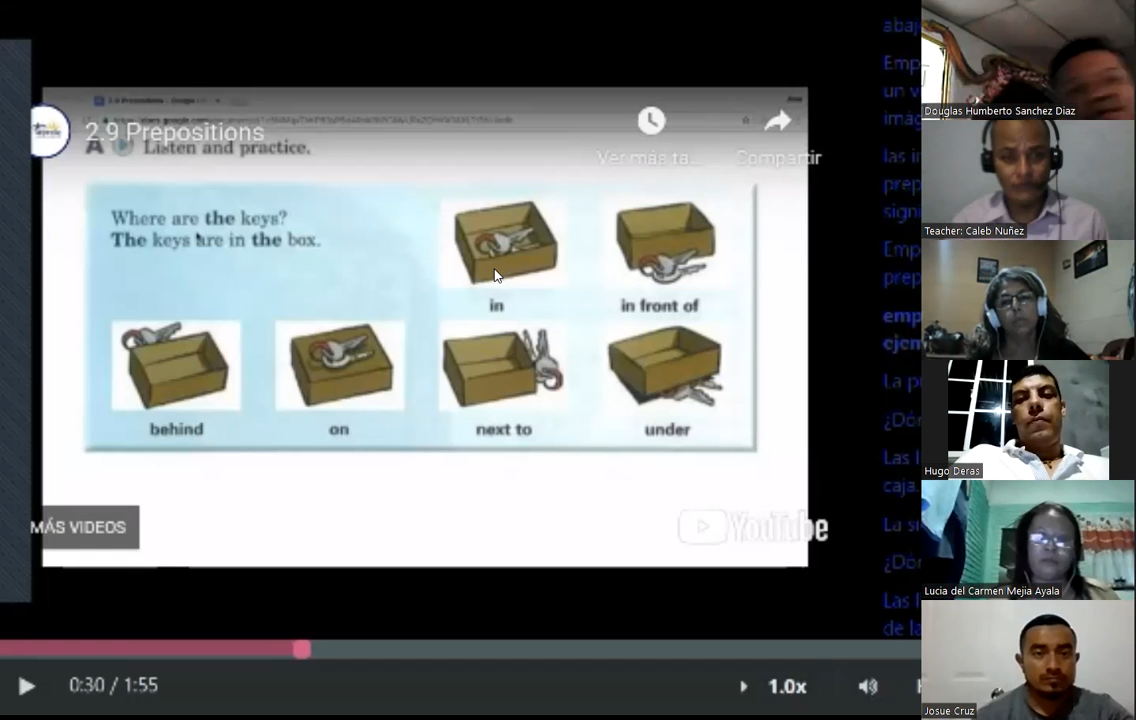 2.9 Prepositions
A Listen and practice.
Ver más ta...
Compartir
Where are the keys?
The keys are in the box.
in
in front of
behind
on
next to
under
MÁS VIDEOS
YouTube
0:30 / 1:55
1.0x
abaj
Emp
un v
imág
las i
prep
sign
Emp
prep
emp
ejem
La p
¿Dó
Las l
caja.
La s
¿Dó
Las l
de la
Douglas Humberto Sanchez Diaz
Teacher: Caleb Nuñez
Hugo Deras
Lucia del Carmen Mejia Ayala
Josue Cruz